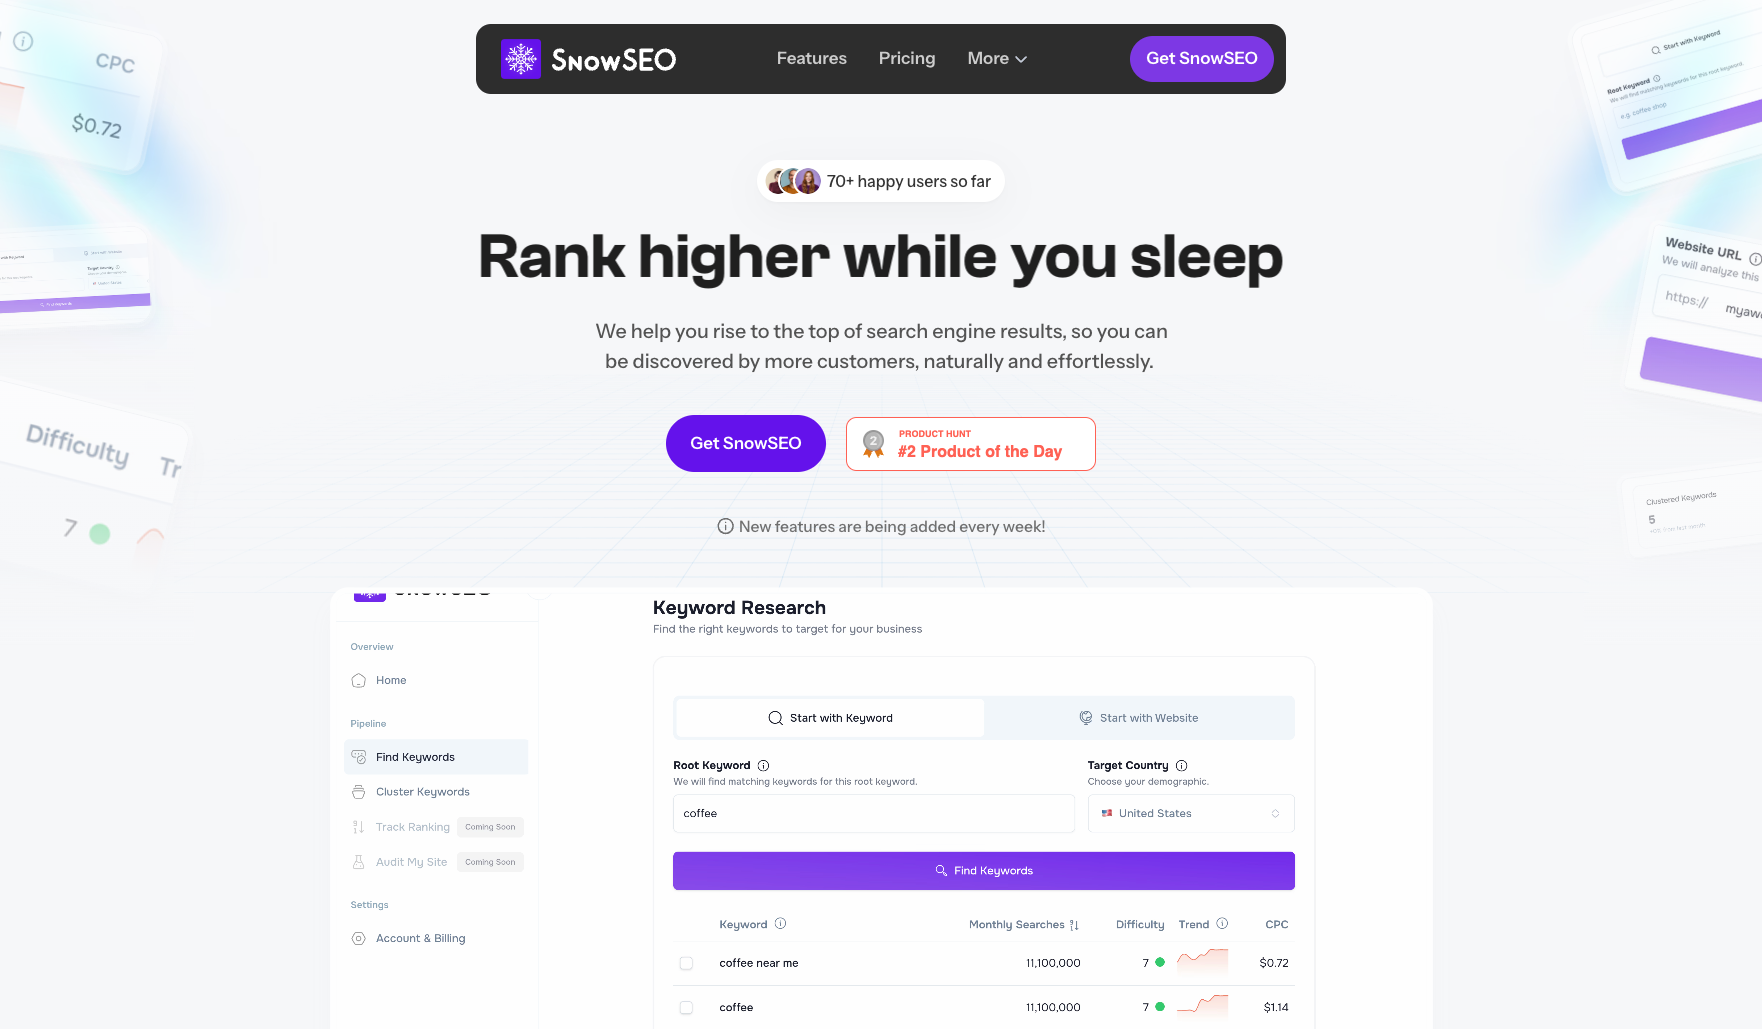 SnowSEO
Features
Pricing
More
Get SnowSEO
CPC
$0.72
Start with Keyword
Root Keyword
We will find matching keywords for this root keyword.
e.g. coffee shop
70+ happy users so far
Rank higher while you sleep
We help you rise to the top of search engine results, so you can
be discovered by more customers, naturally and effortlessly.
Website URL
We will analyze this
https://
Get SnowSEO
2
PRODUCT HUNT
#2 Product of the Day
Difficulty
Tr
7
Clustered Keywords
5
New features are being added every week!
Overview
Home
Pipeline
Find Keywords
Cluster Keywords
Track Ranking
Coming Soon
Audit My Site
Coming Soon
Settings
Account & Billing
Keyword Research
Find the right keywords to target for your business
Start with Keyword
Start with Website
Root Keyword
We will find matching keywords for this root keyword.
coffee
Target Country
Choose your demographic.
United States
Find Keywords
Keyword
Monthly Searches
Difficulty
Trend
CPC
coffee near me
11,100,000
7
$0.72
coffee
11,100,000
7
$1.14